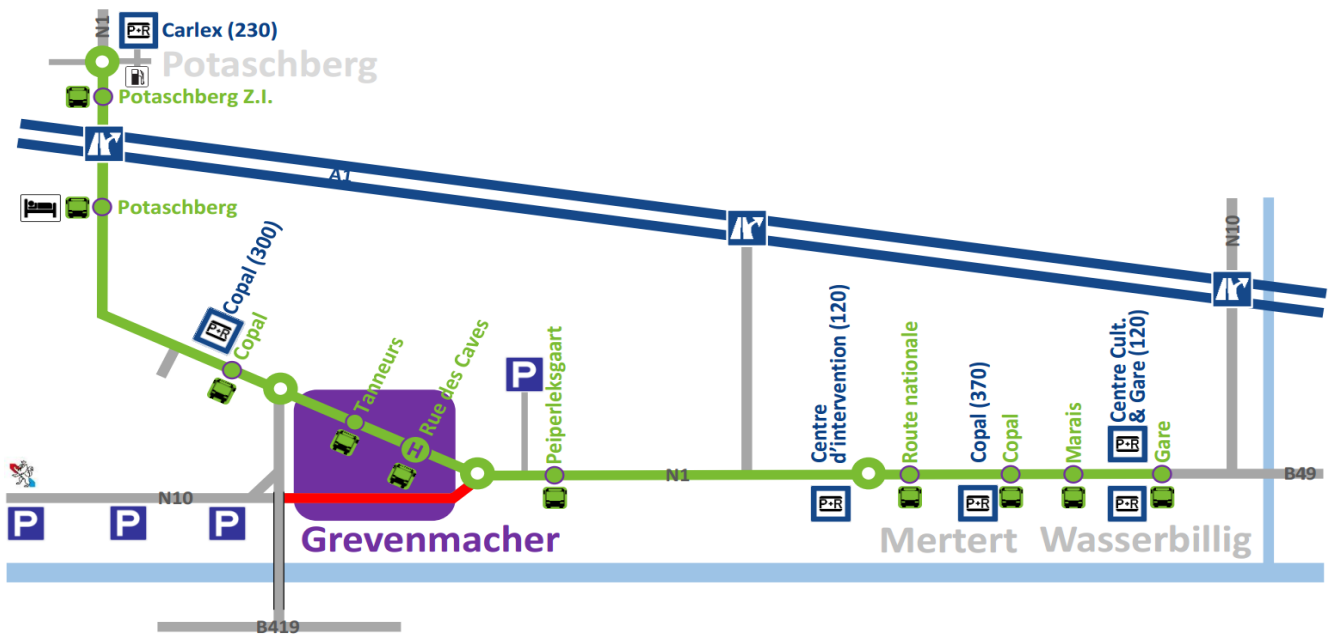 N1
P+R
Carlex (230)
Potaschberg
Potaschberg Z.I.
A1
Potaschberg
Copal (300)
P+R
Copal
Tanneurs
Rue des Caves
H
P
Peiperleksgaart
Centre
d'intervention (120)
P+R
Route nationale
Copal (370)
P+R
Copal
Marais
Centre Cult.
& Gare (120)
P+R
P+R
Gare
N10
N1
B49
N10
P
P
P
Grevenmacher
Mertert
Wasserbillig
B419